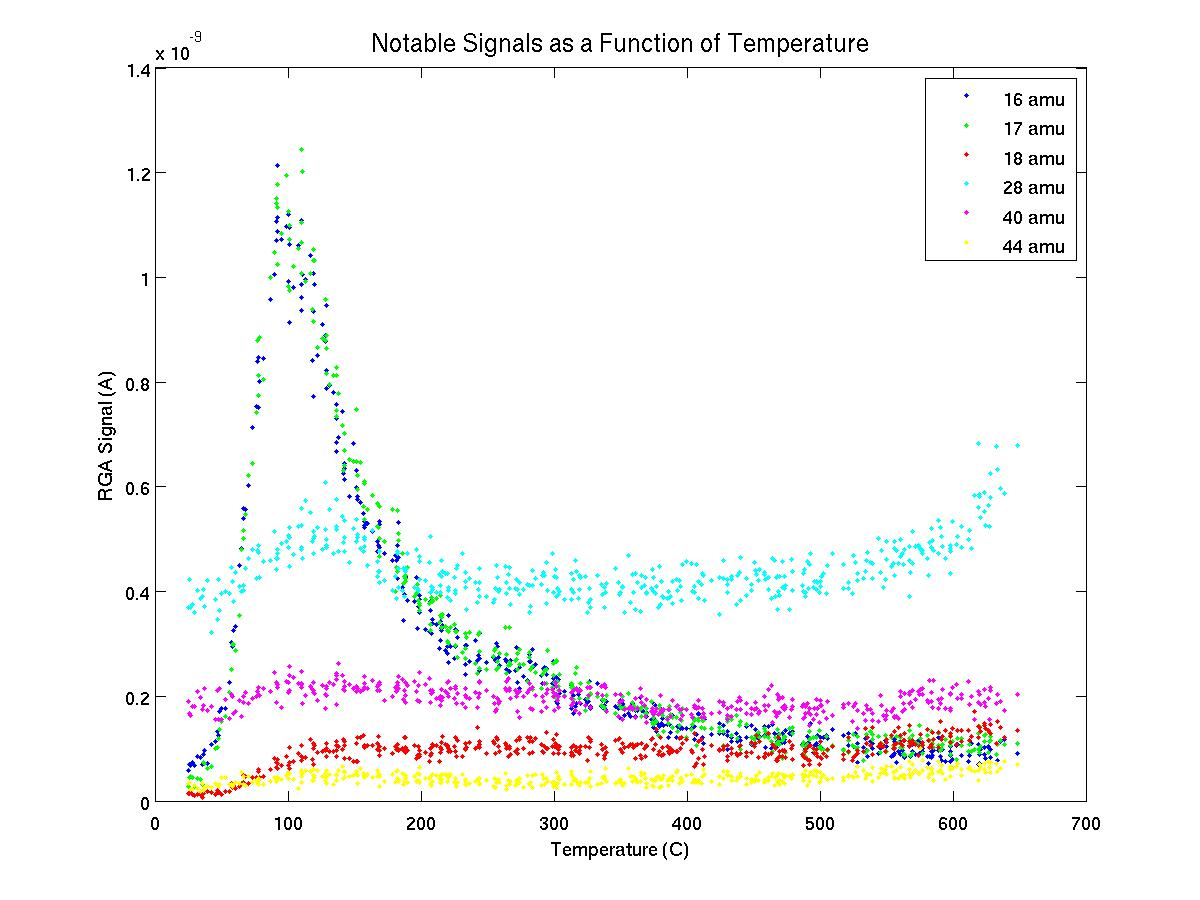 Notable Signals as a Function of Temperature
x 10^-9
1.4
1.2
1
0.8
0.6
0.4
0.2
0
RGA Signal (A)
16 amu
17 amu
18 amu
28 amu
40 amu
44 amu
0 100 200 300 400 500 600 700
Temperature (C)